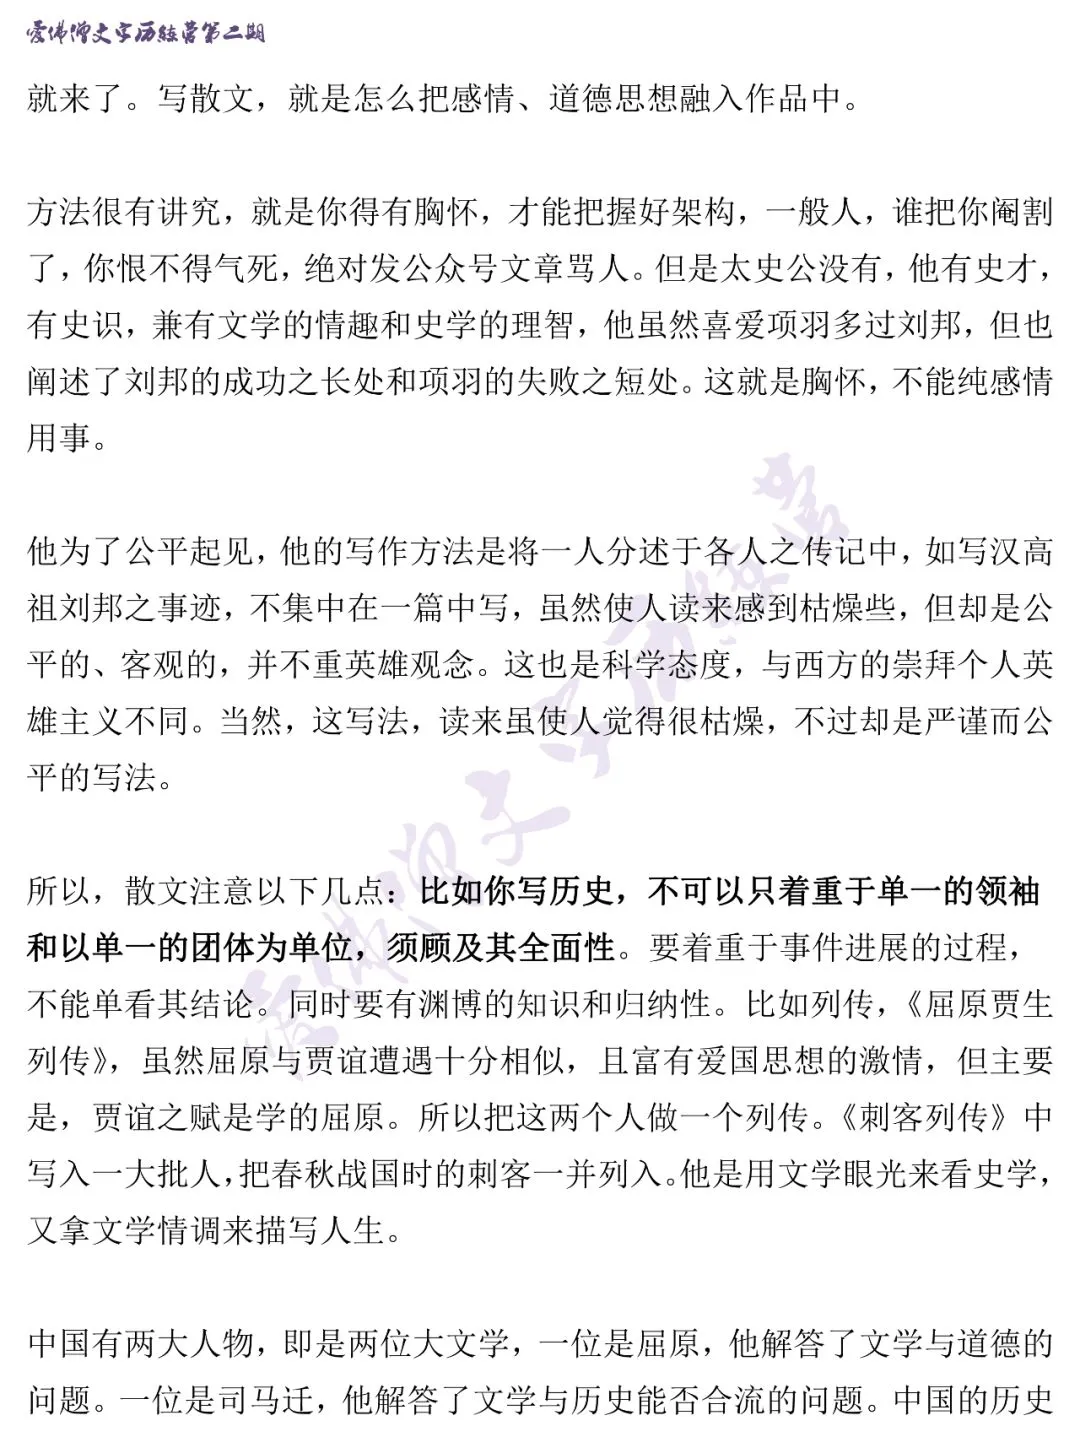 爱佛僧文字历练营第二期
就来了。写散文，就是怎么把感情、道德思想融入作品中。
方法很有讲究，就是你得有胸怀，才能把握好架构，一般人，谁把你阉割
了，你恨不得气死，绝对发公众号文章骂人。但是太史公没有，他有史才，
有史识，兼有文学的情趣和史学的理智，他虽然喜爱项羽多过刘邦，但也
阐述了刘邦的成功之长处和项羽的失败之短处。这就是胸怀，不能纯感情
用事。
他为了公平起见，他的写作方法是将一人分述于各人之传记中，如写汉高
祖刘邦之事迹，不集中在一篇中写，虽然使人读来感到枯燥些，但却是公
平的、客观的，并不重英雄观念。这也是科学态度，与西方的崇拜个人英
雄主义不同。当然，这写法，读来虽使人觉得很枯燥，不过却是严谨而公
平的写法。
所以，散文注意以下几点：比如你写历史，不可以只着重于单一的领袖
和以单一的团体为单位，须顾及其全面性。要着重于事件进展的过程，
不能单看其结论。同时要有渊博的知识和归纳性。比如列传，《屈原贾生
列传》，虽然屈原与贾谊遭遇十分相似，且富有爱国思想的激情，但主要
是，贾谊之赋是学的屈原。所以把这两个人做一个列传。《刺客列传》中
写入一大批人，把春秋战国时的刺客一并列入。他是用文学眼光来看史学，
又拿文学情调来描写人生。
中国有两大人物，即是两位大文学，一位是屈原，他解答了文学与道德的
问题。一位是司马迁，他解答了文学与历史能否合流的问题。中国的历史
爱佛僧文字历练营